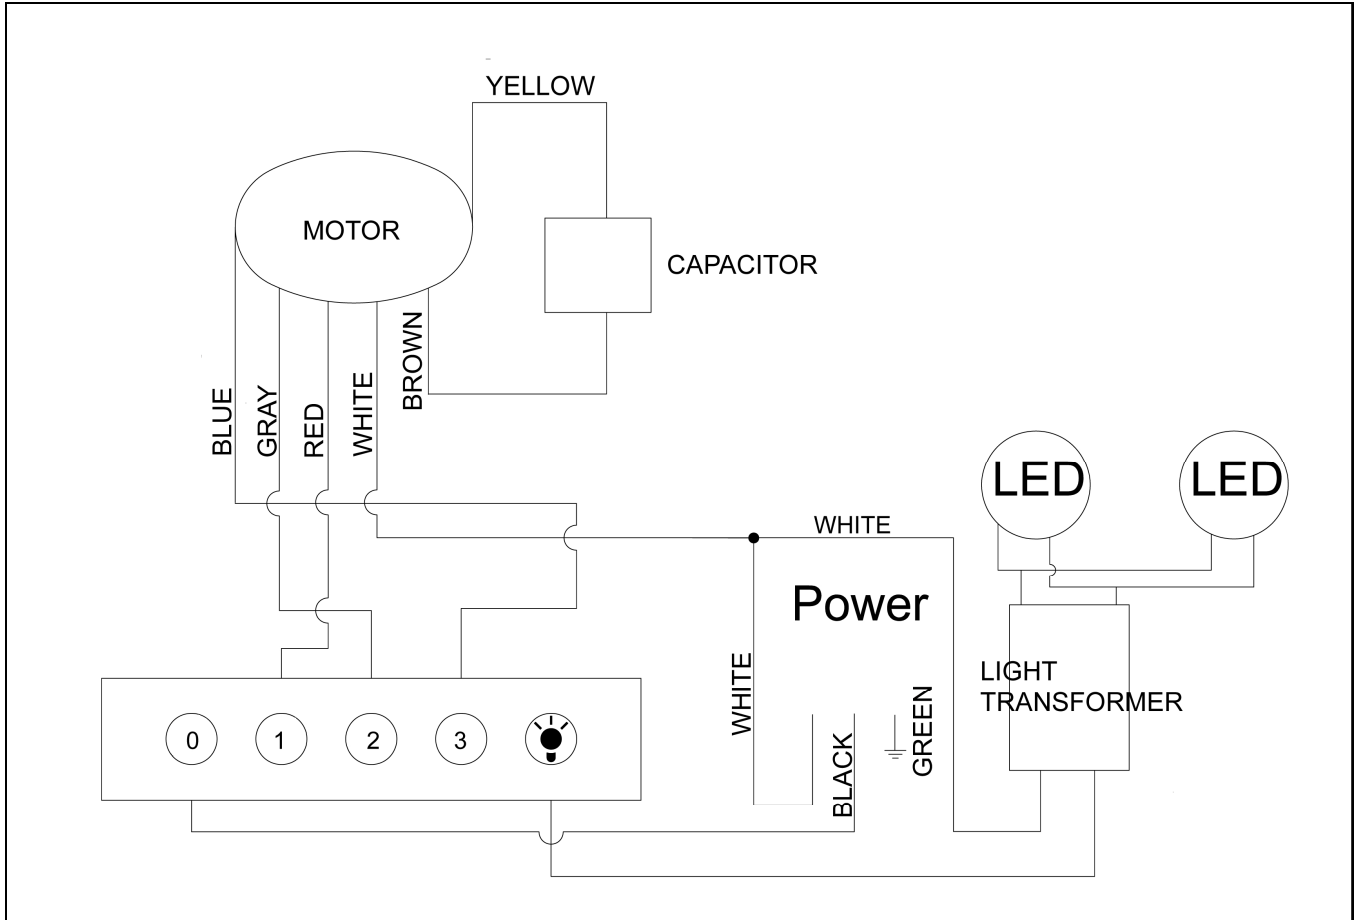 YELLOW
MOTOR
CAPACITOR
BLUE
GRAY
RED
WHITE
BROWN
LED
LED
WHITE
Power
WHITE
BLACK
GREEN
LIGHT
TRANSFORMER
0
1
2
3